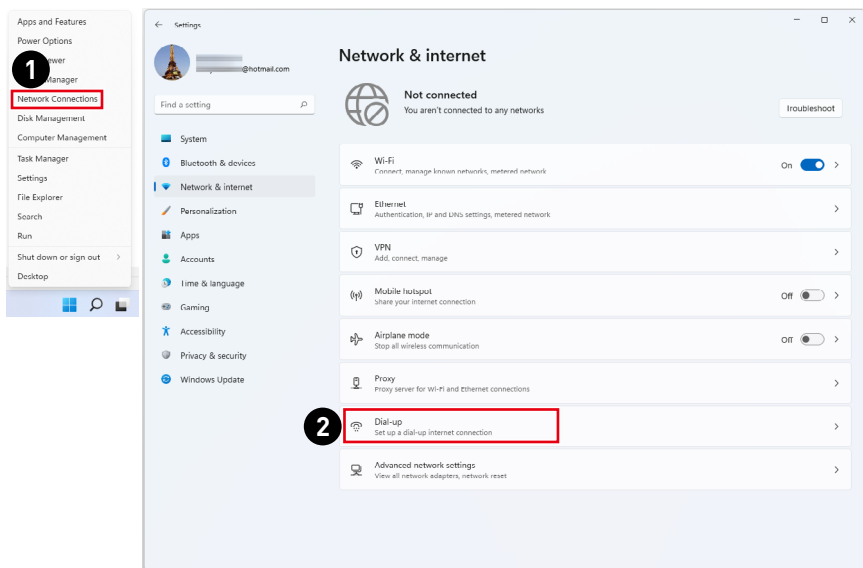 Apps and Features
Power Options
ewer
Manager
1
Network Connections
Disk Management
Computer Management
Task Manager
Settings
File Explorer
Search
Run
Shut down or sign out
Desktop
Settings
@hotmail.com
Find a setting
System
Bluetooth & devices
Network & internet
Personalization
Apps
Accounts
Time & language
Gaming
Accessibility
Privacy & security
Windows Update
Network & internet
Not connected
You aren't connected to any networks
Troubleshoot
Wi-Fi
Connect, manage known networks, metered network
On
Ethernet
Authentication, IP and DNS settings, metered network
VPN
Add, connect, manage
Mobile hotspot
Share your internet connection
Off
Airplane mode
Stop all wireless communication
Off
Proxy
Proxy server for Wi-Fi and Ethernet connections
2
Dial-up
Set up a dial-up internet connection
Advanced network settings
View all network adapters, network reset